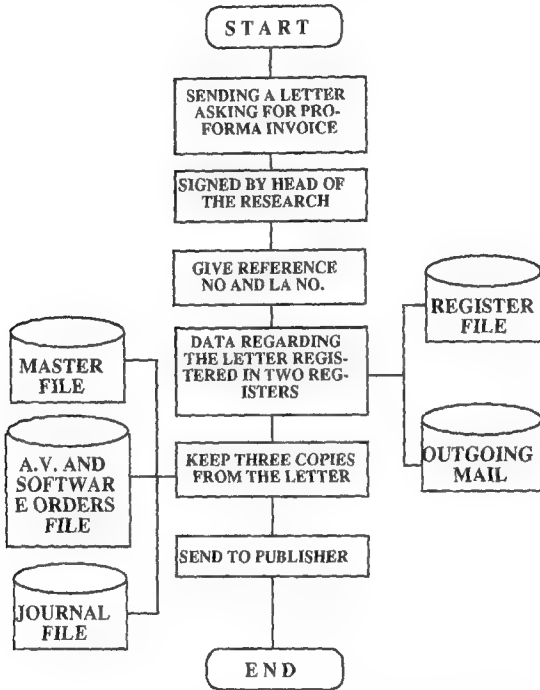 START
SENDING A LETTER
ASKING FOR PRO-
FORMA INVOICE
SIGNED BY HEAD OF
THE RESEARCH
GIVE REFERENCE
NO AND LA NO.
REGISTER
FILE
DATA REGARDING
THE LETTER REGIS-
TERED IN TWO REG-
ISTERS
MASTER
FILE
KEEP THREE COPIES
FROM THE LETTER
OUTGOING
MAIL
A.V. AND
SOFTWAR
E ORDERS
FILE
SEND TO PUBLISHER
JOURNAL
FILE
END